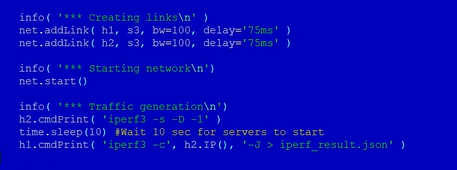 info( '*** Creating links\n' )
net.addLink( h1, s3, bw=100, delay='75ms' )
net.addLink( h2, s3, bw=100, delay='75ms' )
info( '*** Starting network\n')
net.start()
info( '*** Traffic generation\n')
h2.cmdPrint( 'iperf3 -s -D -1' )
time.sleep(10) #Wait 10 sec for servers to start
h1.cmdPrint( 'iperf3 -c', h2.IP(), '-J > iperf_result.json' )